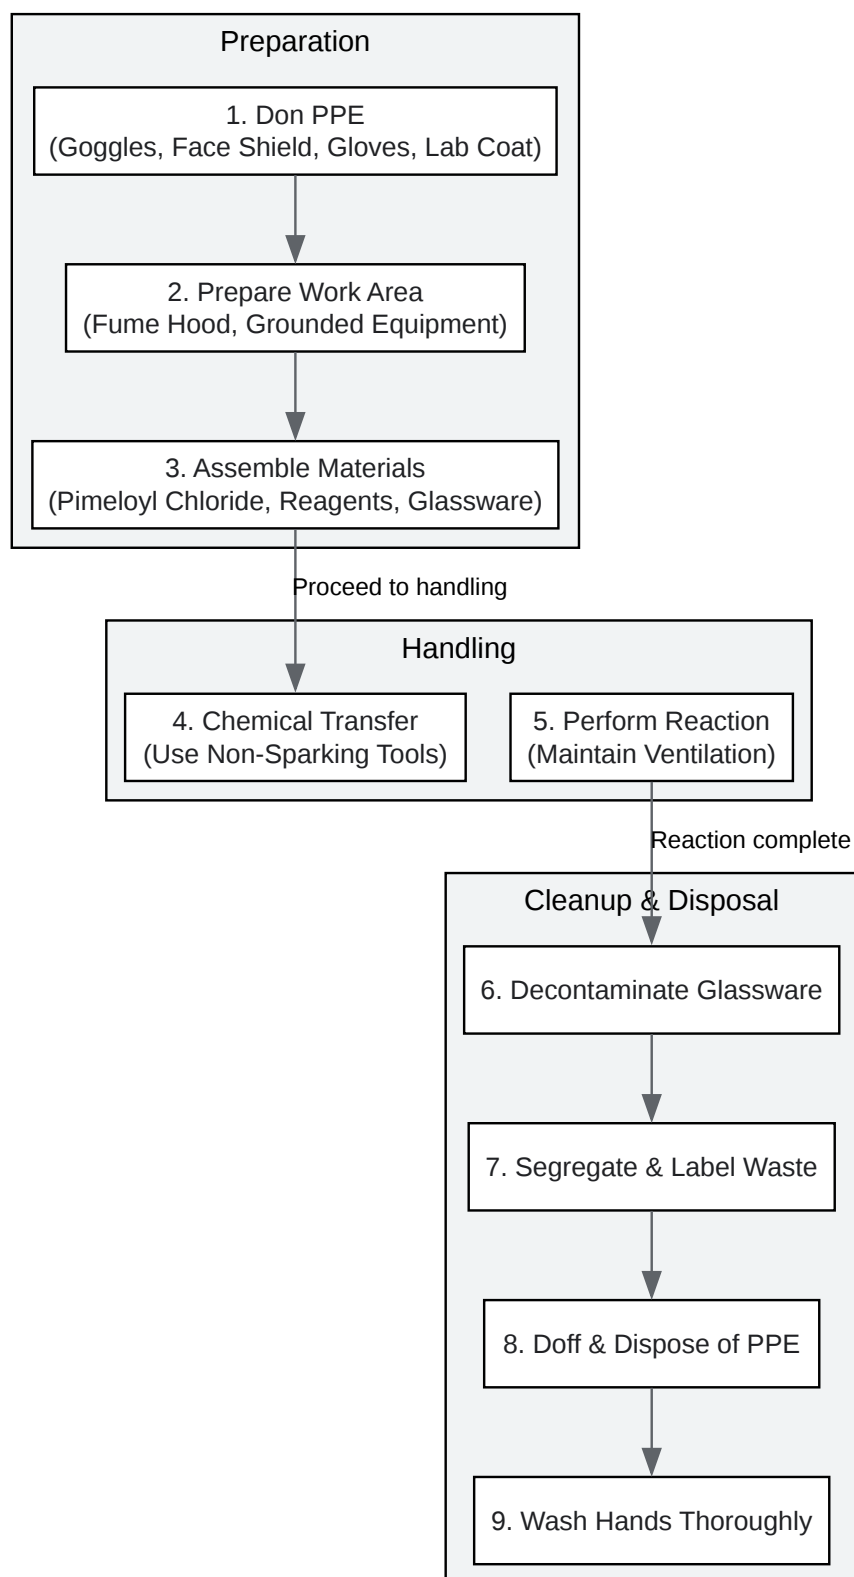 Preparation
1. Don PPE
(Goggles, Face Shield, Gloves, Lab Coat)
2. Prepare Work Area
(Fume Hood, Grounded Equipment)
3. Assemble Materials
(Pimeloyl Chloride, Reagents, Glassware)
Proceed to handling
Handling
4. Chemical Transfer
(Use Non-Sparking Tools)
5. Perform Reaction
(Maintain Ventilation)
Reaction complete
Cleanup & Disposal
6. Decontaminate Glassware
7. Segregate & Label Waste
8. Doff & Dispose of PPE
9. Wash Hands Thoroughly